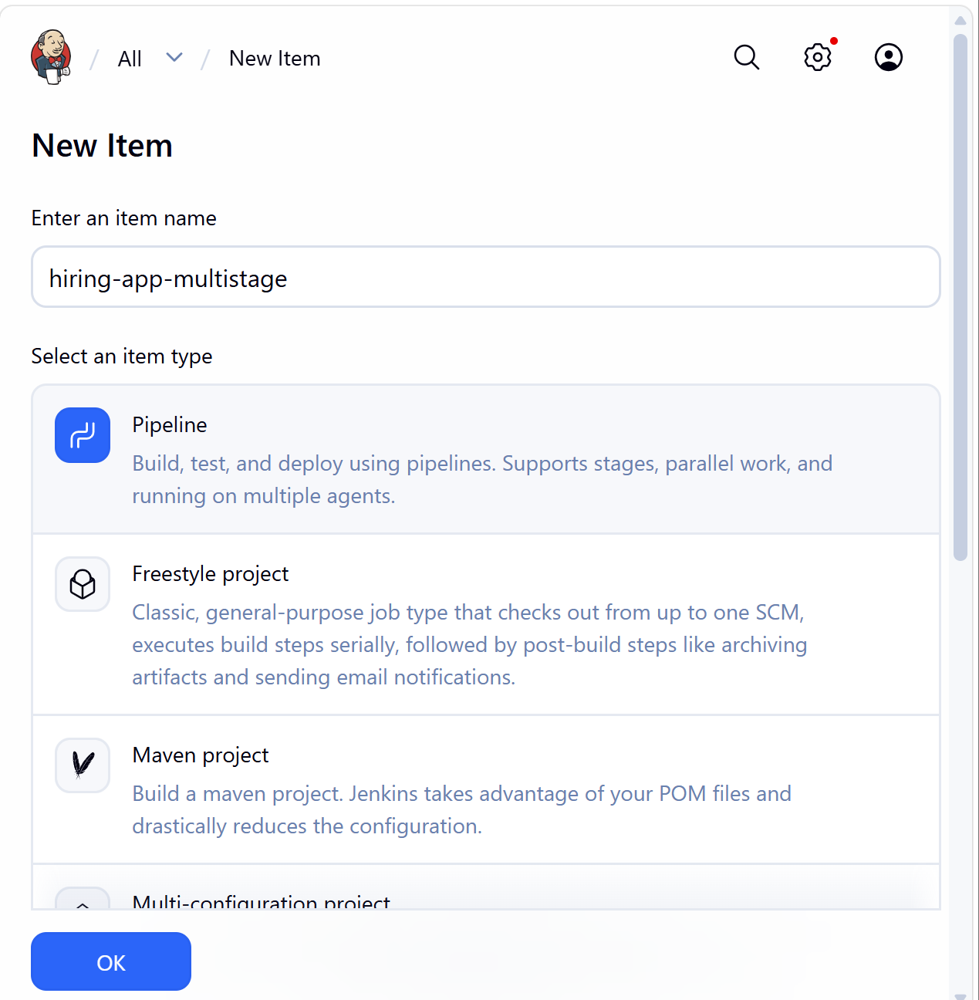 / All / New Item
New Item
Enter an item name
hiring-app-multistage
Select an item type
Pipeline
Build, test, and deploy using pipelines. Supports stages, parallel work, and
running on multiple agents.
Freestyle project
Classic, general-purpose job type that checks out from up to one SCM,
executes build steps serially, followed by post-build steps like archiving
artifacts and sending email notifications.
Maven project
Build a maven project. Jenkins takes advantage of your POM files and
drastically reduces the configuration.
Multi-configuration project
OK